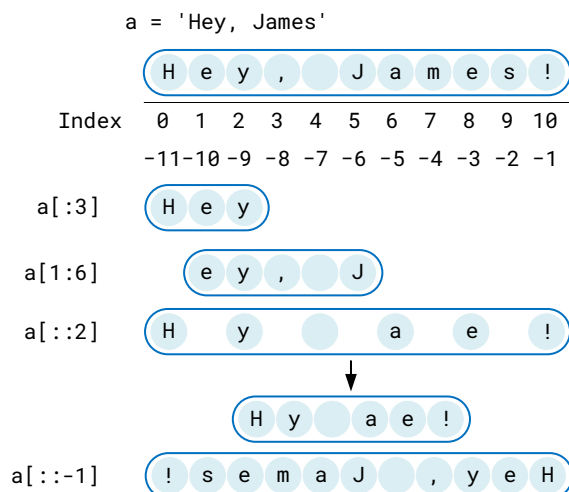 a = 'Hey, James'
H e y , J a m e s !
Index 0 1 2 3 4 5 6 7 8 9 10
-11 -10 -9 -8 -7 -6 -5 -4 -3 -2 -1
a[:3] H e y
a[1:6] e y , J
a[::2] H y a e !
H y a e !
a[::-1] ! s e m a J , y e H